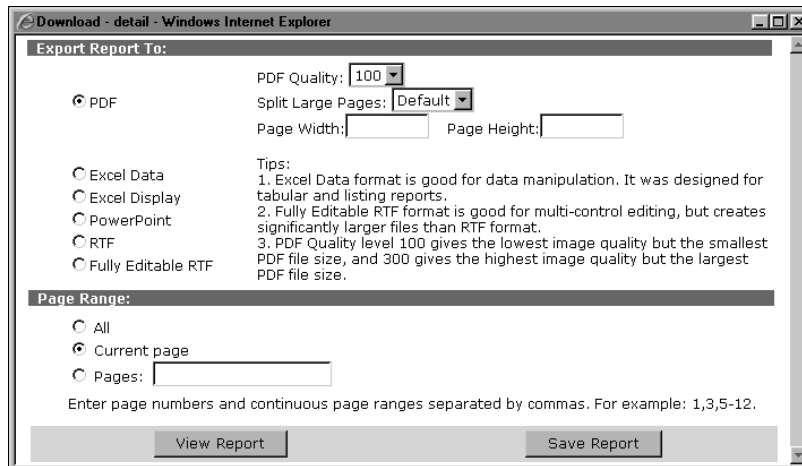 Download - detail - Windows Internet Explorer
Export Report To:
PDF Quality: 100
PDF
Split Large Pages: Default
Page Width: Page Height:
Excel Data
Excel Display
PowerPoint
RTF
Fully Editable RTF
Tips:
1. Excel Data format is good for data manipulation. It was designed for
tabular and listing reports.
2. Fully Editable RTF format is good for multi-control editing, but creates
significantly larger files than RTF format.
3. PDF Quality level 100 gives the lowest image quality but the smallest
PDF file size, and 300 gives the highest image quality but the largest
PDF file size.
Page Range:
All
Current page
Pages:
Enter page numbers and continuous page ranges separated by commas. For example: 1,3,5-12.
View Report Save Report